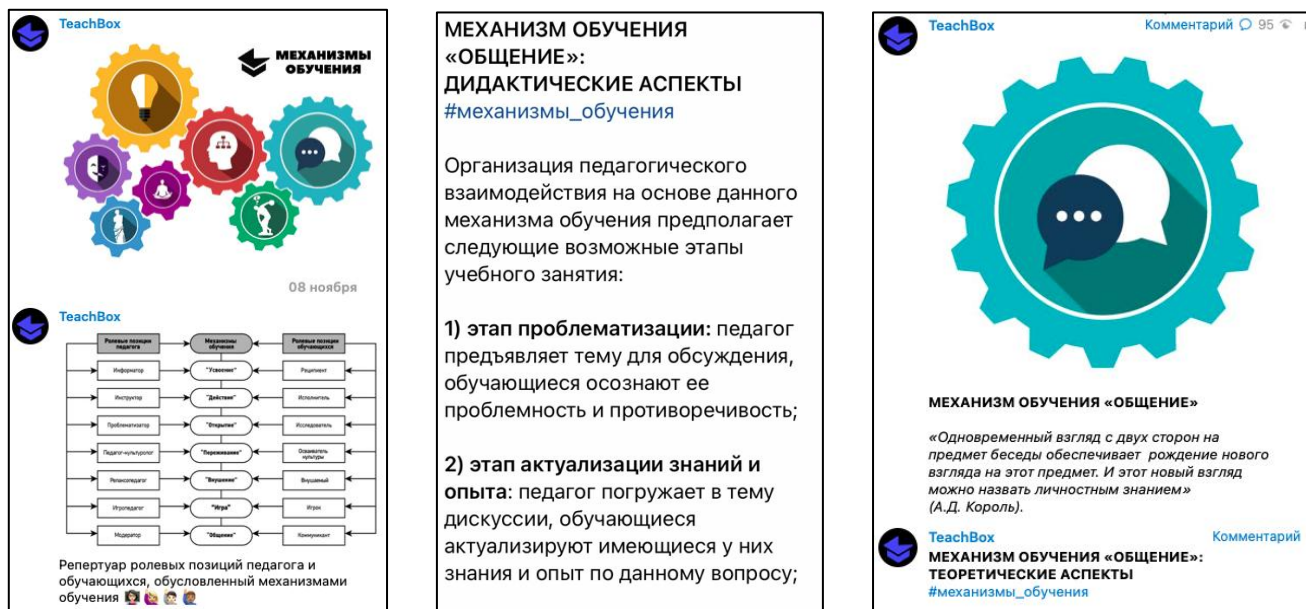 TeachBox
МЕХАНИЗМЫ
ОБУЧЕНИЯ
08 ноября
TeachBox
Ролевые позиции педагога
Механизмы обучения
Ролевые позиции обучающихся
Информатор
"Усвоение"
Реципиент
Инструктор
"Действие"
Исполнитель
Проблематизатор
"Открытие"
Исследователь
Педагог-культуролог
"Переживание"
Осваиватель культуры
Релаксопедагог
"Внушение"
Внушаемый
Игропедагог
"Игра"
Игрок
Модератор
"Общение"
Коммуникант
Репертуар ролевых позиций педагога и
обучающихся, обусловленный механизмами
обучения
МЕХАНИЗМ ОБУЧЕНИЯ
«ОБЩЕНИЕ»:
ДИДАКТИЧЕСКИЕ АСПЕКТЫ
#механизмы_обучения
Организация педагогического
взаимодействия на основе данного
механизма обучения предполагает
следующие возможные этапы
учебного занятия:
1) этап проблематизации: педагог
предъявляет тему для обсуждения,
обучающиеся осознают ее
проблемность и противоречивость;
2) этап актуализации знаний и
опыта: педагог погружает в тему
дискуссии, обучающиеся
актуализируют имеющиеся у них
знания и опыт по данному вопросу;
TeachBox
Комментарий 95
МЕХАНИЗМ ОБУЧЕНИЯ «ОБЩЕНИЕ»
«Одновременный взгляд с двух сторон на
предмет беседы обеспечивает рождение нового
взгляда на этот предмет. И этот новый взгляд
можно назвать личностным знанием»
(А.Д. Король).
TeachBox
Комментарий
МЕХАНИЗМ ОБУЧЕНИЯ «ОБЩЕНИЕ»:
ТЕОРЕТИЧЕСКИЕ АСПЕКТЫ
#механизмы_обучения